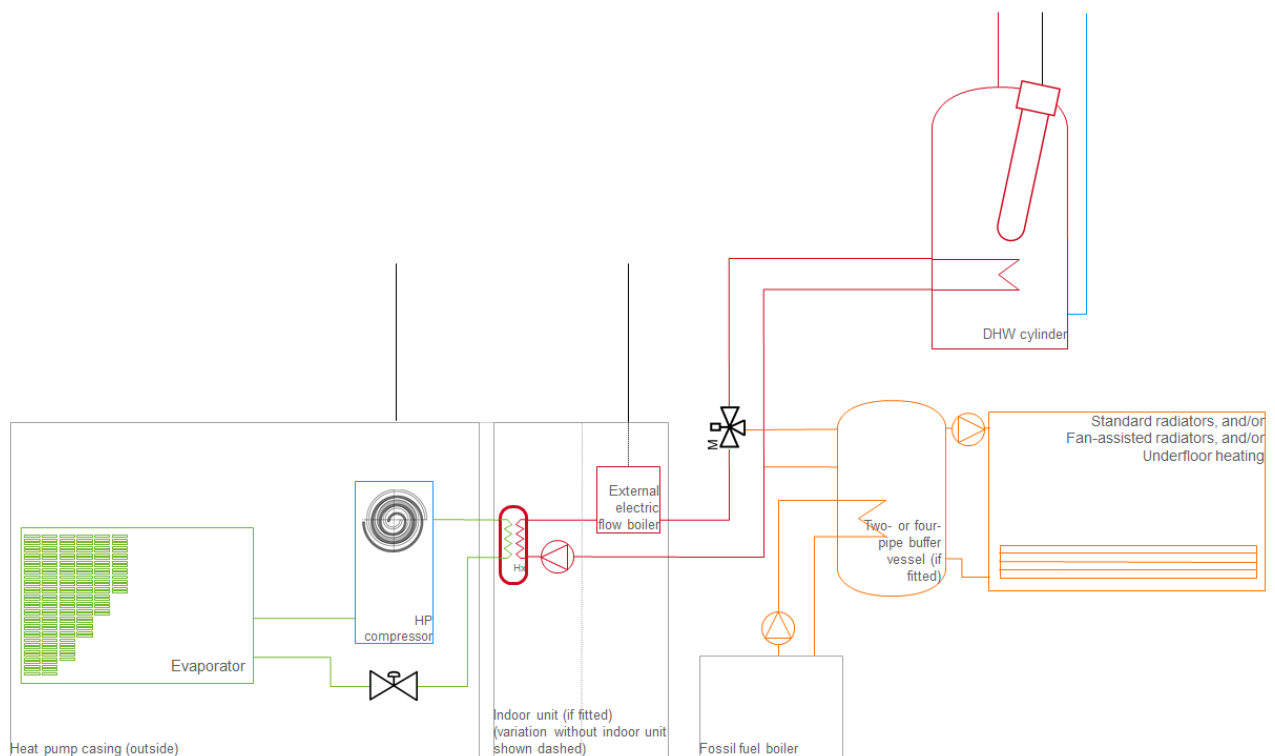 DHW cylinder
M
Standard radiators, and/or
Fan-assisted radiators, and/or
Underfloor heating
External
electric
flow boiler
Two- or four-
pipe buffer
vessel (if
fitted)
Hx
HP
compressor
Evaporator
Heat pump casing (outside)
Indoor unit (if fitted)
(variation without indoor unit
shown dashed)
Fossil fuel boiler